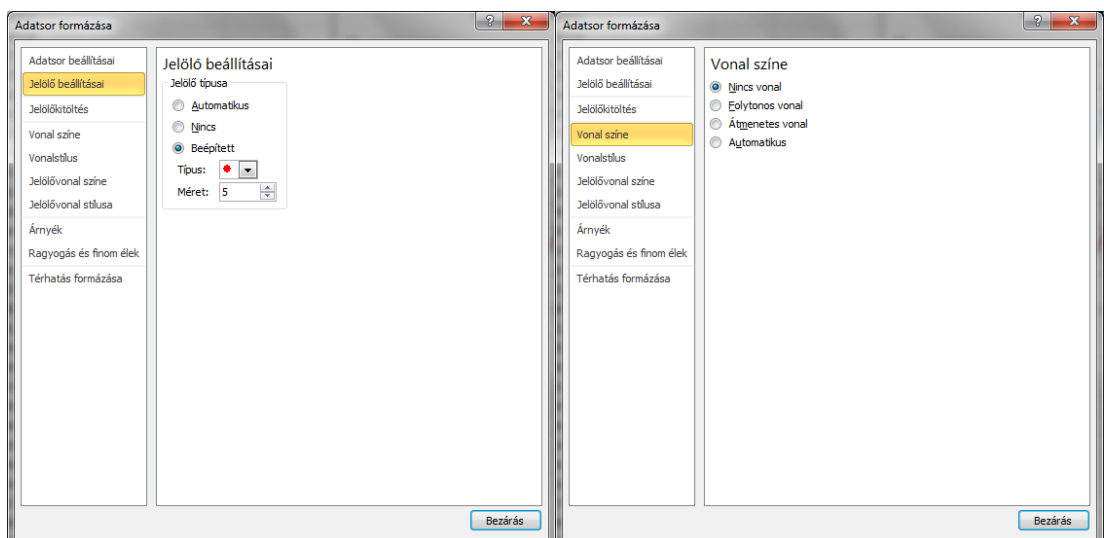 Adatsor formázása
Adatsor beállításai
Jelölő beállításai
Jelölőkitöltés
Vonal színe
Vonalstílus
Jelölővonal színe
Jelölővonal stílusa
Árnyék
Ragyogás és finom élek
Térhatás formázása
Jelölő beállításai
Jelölő típusa
Automatikus
Nincs
Beépített
Típus:
Méret: 5
Bezárás
Adatsor formázása
Adatsor beállításai
Jelölő beállításai
Jelölőkitöltés
Vonal színe
Vonalstílus
Jelölővonal színe
Jelölővonal stílusa
Árnyék
Ragyogás és finom élek
Térhatás formázása
Vonal színe
Nincs vonal
Folytonos vonal
Átmenetes vonal
Automatikus
Bezárás